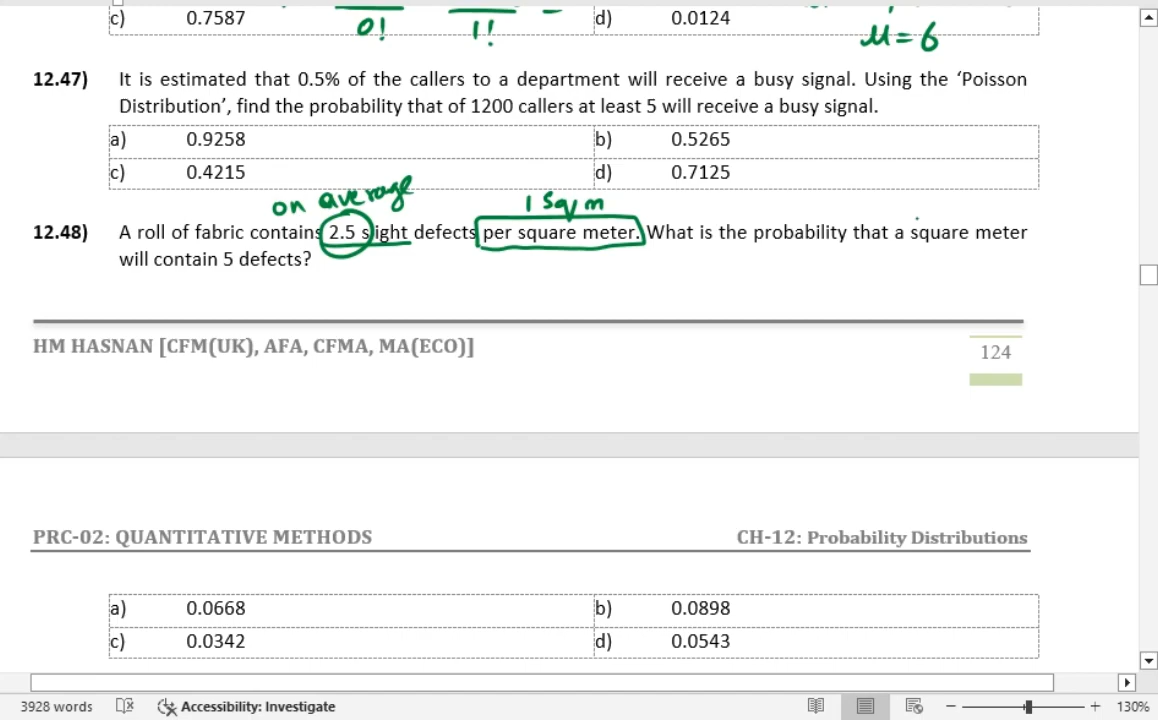 c) 0.7587 d) 0.0124
0! 1! μ=6
12.47) It is estimated that 0.5% of the callers to a department will receive a busy signal. Using the ‘Poisson
Distribution’, find the probability that of 1200 callers at least 5 will receive a busy signal.
a) 0.9258 b) 0.5265
c) 0.4215 d) 0.7125
on average 1 sq m
12.48) A roll of fabric contains 2.5 slight defects per square meter. What is the probability that a square meter
will contain 5 defects?
HM HASNAN [CFM(UK), AFA, CFMA, MA(ECO)]
124
PRC-02: QUANTITATIVE METHODS CH-12: Probability Distributions
a) 0.0668 b) 0.0898
c) 0.0342 d) 0.0543
3928 words Accessibility: Investigate 130%